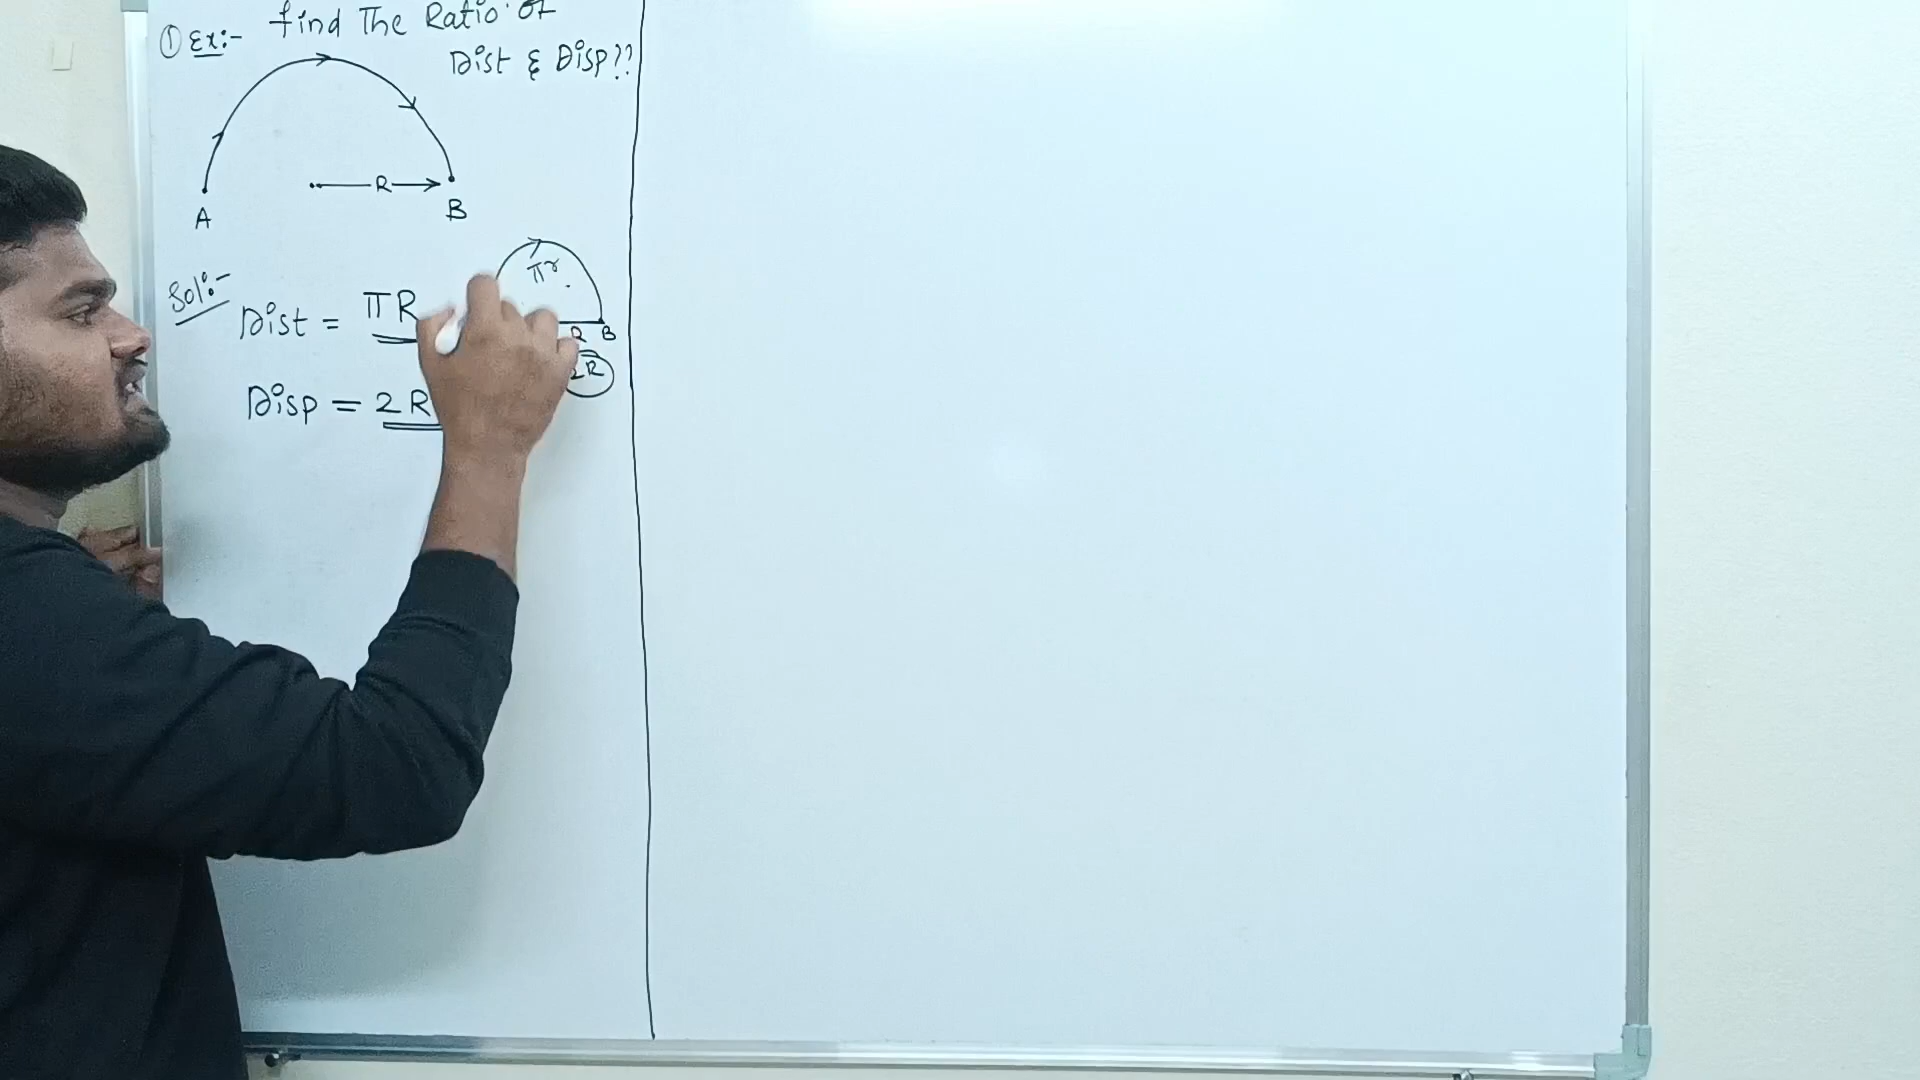 ① Ex:- find The Ratio of
Dist & Disp??
R
A
B
πr
Sol:-
Dist = πR
R B
2R
Disp = 2R